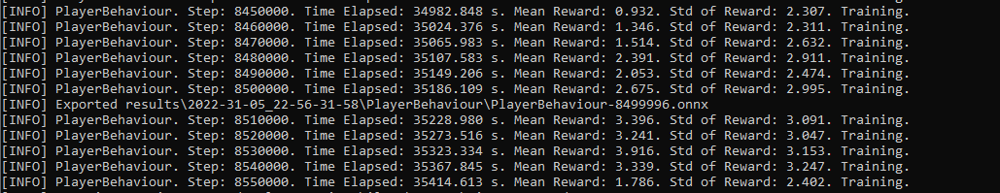 [INFO] PlayerBehaviour. Step: 8450000. Time Elapsed: 34982.848 s. Mean Reward: 0.932. Std of Reward: 2.307. Training.
[INFO] PlayerBehaviour. Step: 8460000. Time Elapsed: 35024.376 s. Mean Reward: 1.346. Std of Reward: 2.311. Training.
[INFO] PlayerBehaviour. Step: 8470000. Time Elapsed: 35065.983 s. Mean Reward: 1.514. Std of Reward: 2.632. Training.
[INFO] PlayerBehaviour. Step: 8480000. Time Elapsed: 35107.583 s. Mean Reward: 2.391. Std of Reward: 2.911. Training.
[INFO] PlayerBehaviour. Step: 8490000. Time Elapsed: 35149.206 s. Mean Reward: 2.053. Std of Reward: 2.474. Training.
[INFO] PlayerBehaviour. Step: 8500000. Time Elapsed: 35186.109 s. Mean Reward: 2.675. Std of Reward: 2.995. Training.
[INFO] Exported results\2022-31-05_22-56-31-58\PlayerBehaviour\PlayerBehaviour-8499996.onnx
[INFO] PlayerBehaviour. Step: 8510000. Time Elapsed: 35228.980 s. Mean Reward: 3.396. Std of Reward: 3.091. Training.
[INFO] PlayerBehaviour. Step: 8520000. Time Elapsed: 35273.516 s. Mean Reward: 3.241. Std of Reward: 3.047. Training.
[INFO] PlayerBehaviour. Step: 8530000. Time Elapsed: 35323.334 s. Mean Reward: 3.916. Std of Reward: 3.153. Training.
[INFO] PlayerBehaviour. Step: 8540000. Time Elapsed: 35367.845 s. Mean Reward: 3.339. Std of Reward: 3.247. Training.
[INFO] PlayerBehaviour. Step: 8550000. Time Elapsed: 35414.613 s. Mean Reward: 1.786. Std of Reward: 2.402. Training.